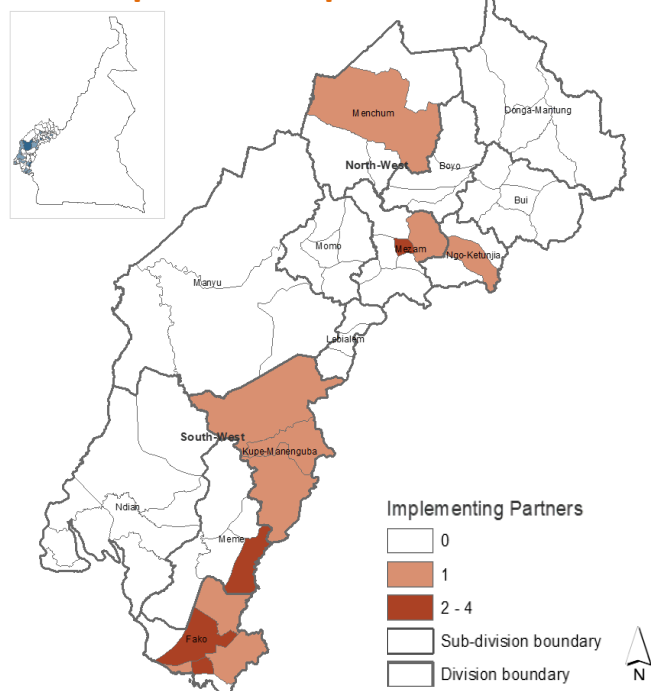 Menchum
Donga-Mantung
North-West
Boyo
Bui
Momo
Mezam
Ngo-Ketunjia
Manyu
Lebialem
South-West
Kupe-Manenguba
Ndian
Meme
Fako
Implementing Partners
0
1
2 - 4
Sub-division boundary
Division boundary
N